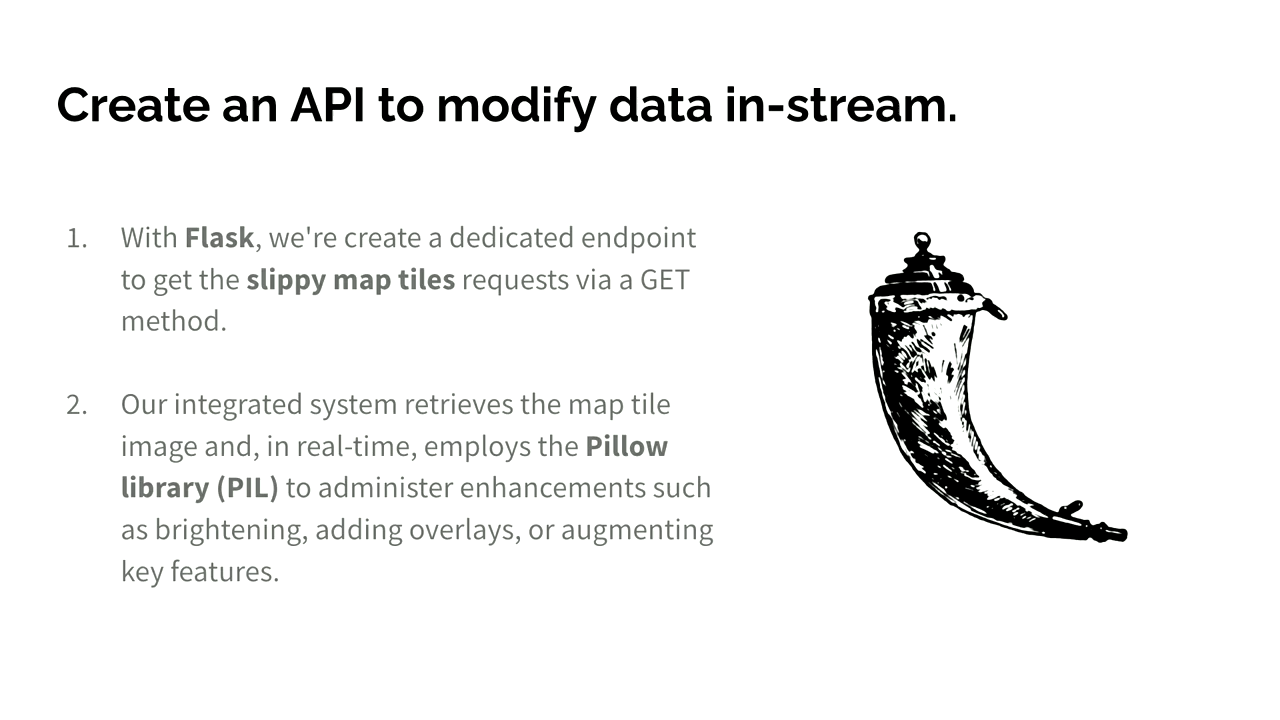 Create an API to modify data in-stream.
1. With Flask, we're create a dedicated endpoint
to get the slippy map tiles requests via a GET
method.
2. Our integrated system retrieves the map tile
image and, in real-time, employs the Pillow
library (PIL) to administer enhancements such
as brightening, adding overlays, or augmenting
key features.